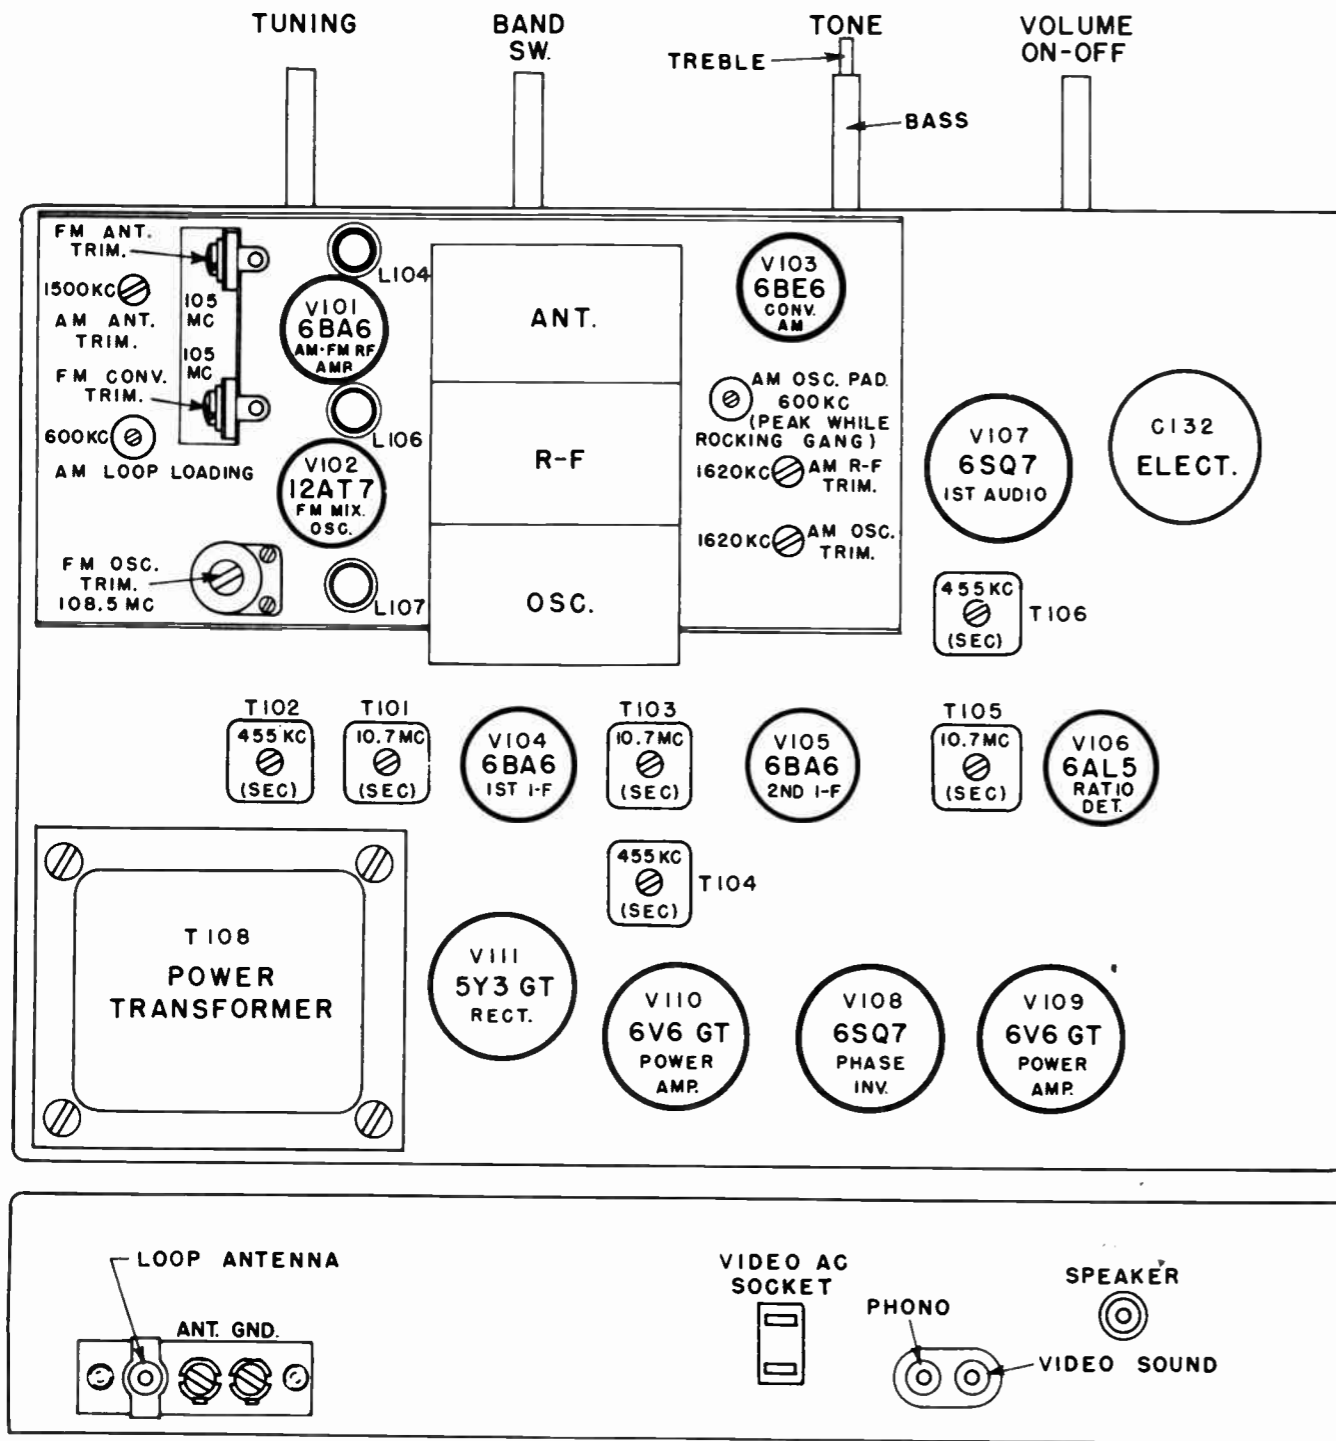 TUNING
BAND
SW.
TONE
VOLUME
ON-OFF
TREBLE
BASS
FM ANT.
TRIM.
1500KC
AM ANT.
TRIM.
105
MC
105
MC
FM CONV.
TRIM.
600KC
AM LOOP LOADING
FM OSC.
TRIM.
108.5 MC
L104
V101
6BA6
AM-FM RF
AMP.
L106
V102
12AT7
FM MIX.
OSC.
L107
ANT.
R-F
OSC.
V103
6BE6
CONV.
AM
AM OSC. PAD.
600KC
(PEAK WHILE
ROCKING GANG)
1620KC
AM R-F
TRIM.
1620KC
AM OSC.
TRIM.
V107
6SQ7
1ST AUDIO
C132
ELECT.
455 KC
(SEC)
T106
T102
455 KC
(SEC)
T101
10.7MC
(SEC)
V104
6BA6
1ST I-F
T103
10.7MC
(SEC)
V105
6BA6
2ND I-F
T105
10.7MC
(SEC)
V106
6AL5
RATIO
DET.
455 KC
(SEC)
T104
T108
POWER
TRANSFORMER
V111
5Y3 GT
RECT.
V110
6V6 GT
POWER
AMP.
V108
6SQ7
PHASE
INV.
V109
6V6 GT
POWER
AMP.
LOOP ANTENNA
ANT. GND.
VIDEO AC
SOCKET
PHONO
SPEAKER
VIDEO SOUND